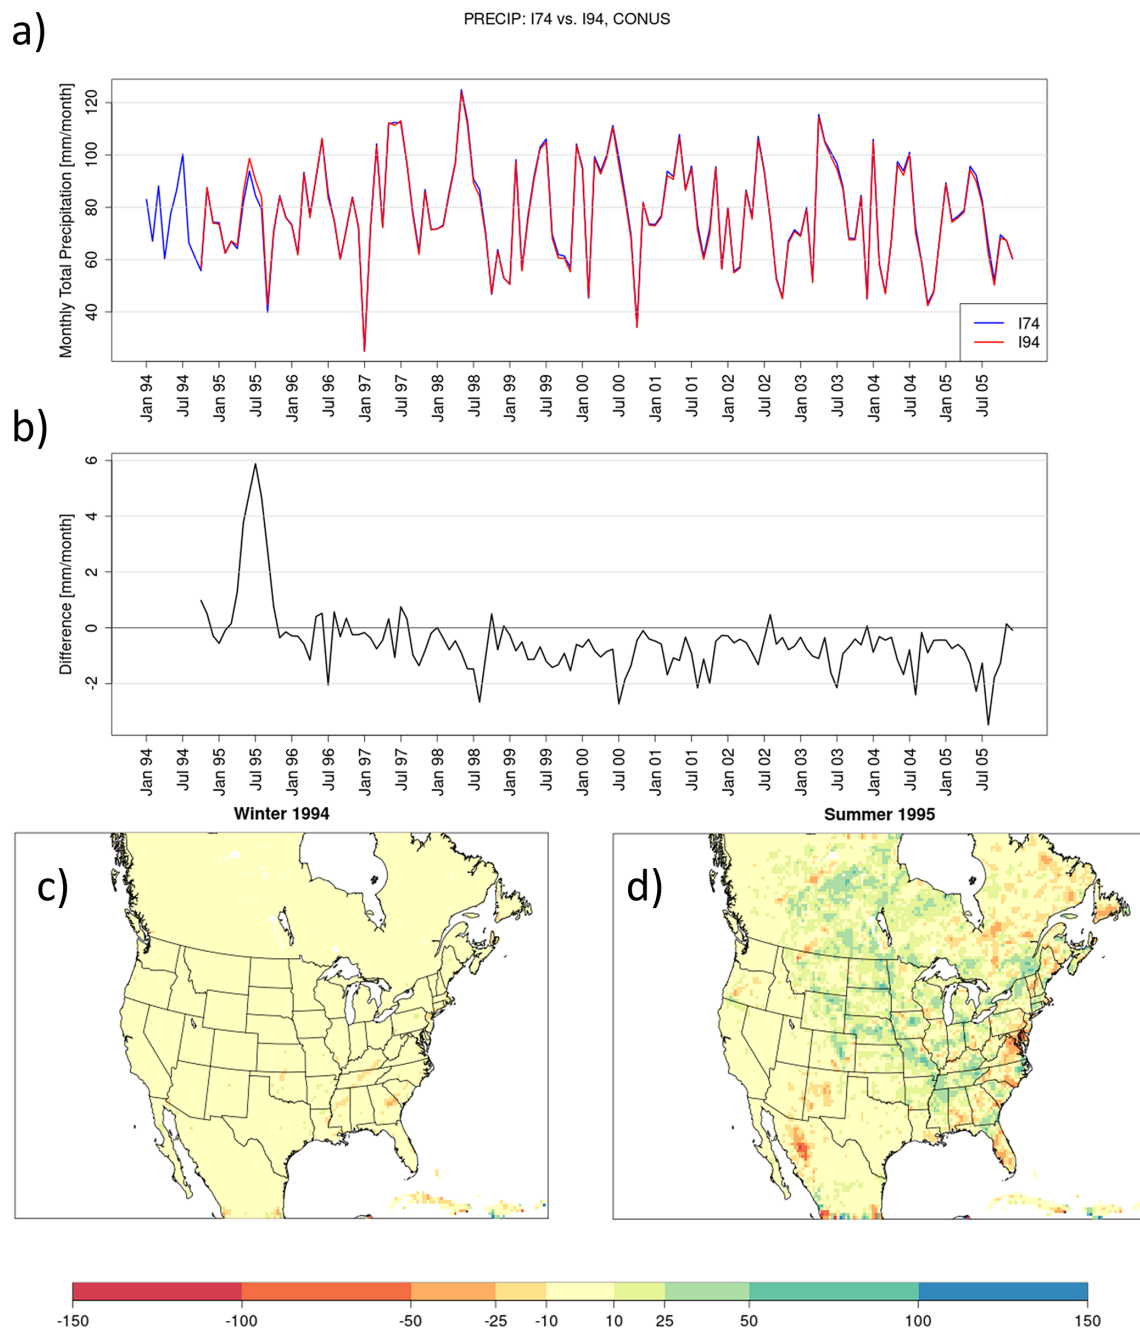 PRECIP: I74 vs. I94, CONUS
a)
Monthly Total Precipitation [mm/month]
120
100
80
60
40
I74
I94
Jan 94 Jul 94 Jan 95 Jul 95 Jan 96 Jul 96 Jan 97 Jul 97 Jan 98 Jul 98 Jan 99 Jul 99 Jan 00 Jul 00 Jan 01 Jul 01 Jan 02 Jul 02 Jan 03 Jul 03 Jan 04 Jul 04 Jan 05 Jul 05
b)
Difference [mm/month]
6
4
2
0
-2
Jan 94 Jul 94 Jan 95 Jul 95 Jan 96 Jul 96 Jan 97 Jul 97 Jan 98 Jul 98 Jan 99 Jul 99 Jan 00 Jul 00 Jan 01 Jul 01 Jan 02 Jul 02 Jan 03 Jul 03 Jan 04 Jul 04 Jan 05 Jul 05
Winter 1994
Summer 1995
c)
d)
-150 -100 -50 -25 -10 10 25 50 100 150